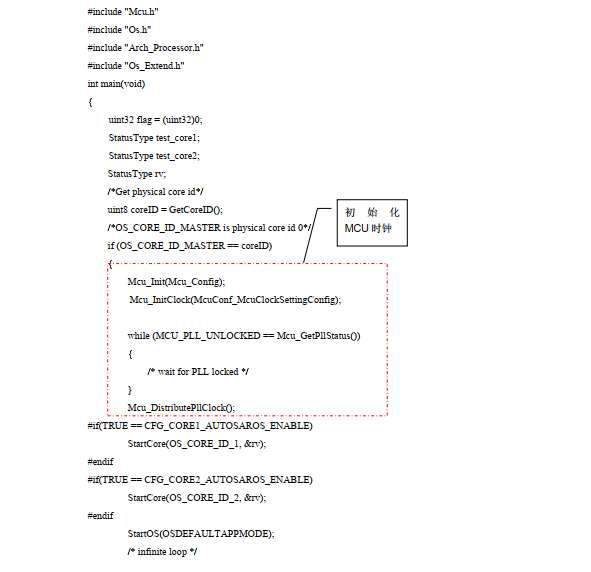 #include "Mcu.h"
#include "Os.h"
#include "Arch_Processor.h"
#include "Os_Extend.h"
int main(void)
{
uint32 flag = (uint32)0;
StatusType test_core1;
StatusType test_core2;
StatusType rv;
/*Get physical core id*/
uint8 coreID = GetCoreID();
/*OS_CORE_ID_MASTER is physical core id 0*/
if (OS_CORE_ID_MASTER == coreID)
{
初始化
MCU 时钟
Mcu_Init(Mcu_Config);
Mcu_InitClock(McuConf_McuClockSettingConfig);
while (MCU_PLL_UNLOCKED == Mcu_GetPllStatus())
{
/* wait for PLL locked */
}
Mcu_DistributePllClock();
#if(TRUE == CFG_CORE1_AUTOSAROS_ENABLE)
StartCore(OS_CORE_ID_1, &rv);
#endif
#if(TRUE == CFG_CORE2_AUTOSAROS_ENABLE)
StartCore(OS_CORE_ID_2, &rv);
#endif
StartOS(OSDEFAULTAPPMODE);
/* infinite loop */